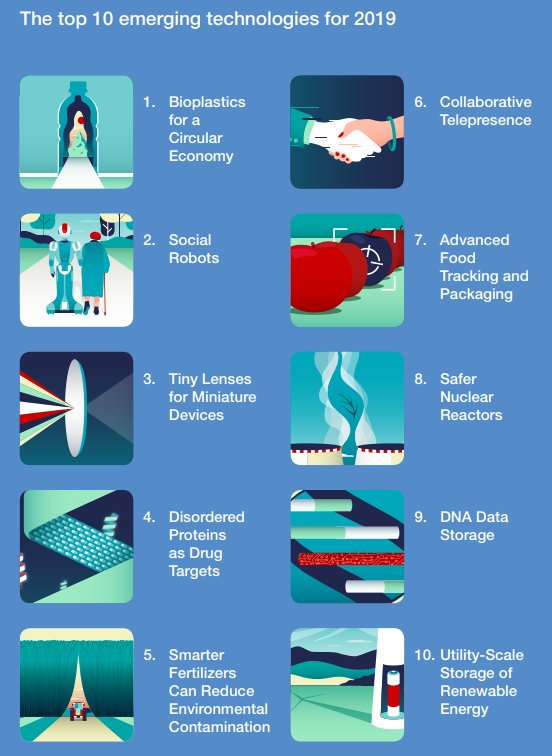 The top 10 emerging technologies for 2019
1. Bioplastics
for a
Circular
Economy
2. Social
Robots
3. Tiny Lenses
for Miniature
Devices
4. Disordered
Proteins
as Drug
Targets
5. Smarter
Fertilizers
Can Reduce
Environmental
Contamination
6. Collaborative
Telepresence
7. Advanced
Food
Tracking and
Packaging
8. Safer
Nuclear
Reactors
9. DNA Data
Storage
10. Utility-Scale
Storage of
Renewable
Energy